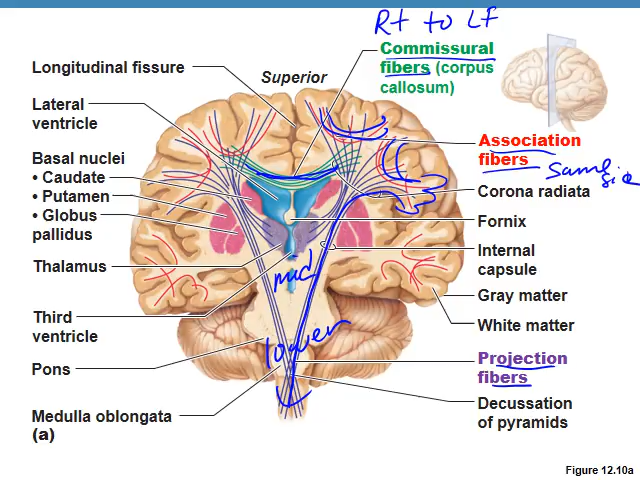 Rt to LF
Commissural
fibers (corpus
callosum)
Longitudinal fissure
Superior
Lateral
ventricle
Association
fibers
same
side
Basal nuclei
• Caudate
• Putamen
• Globus
pallidus
Corona radiata
Fornix
Thalamus
Internal
capsule
mid
Gray matter
Third
ventricle
White matter
lower
Pons
Projection
fibers
Medulla oblongata
Decussation
of pyramids
(a)
Figure 12.10a